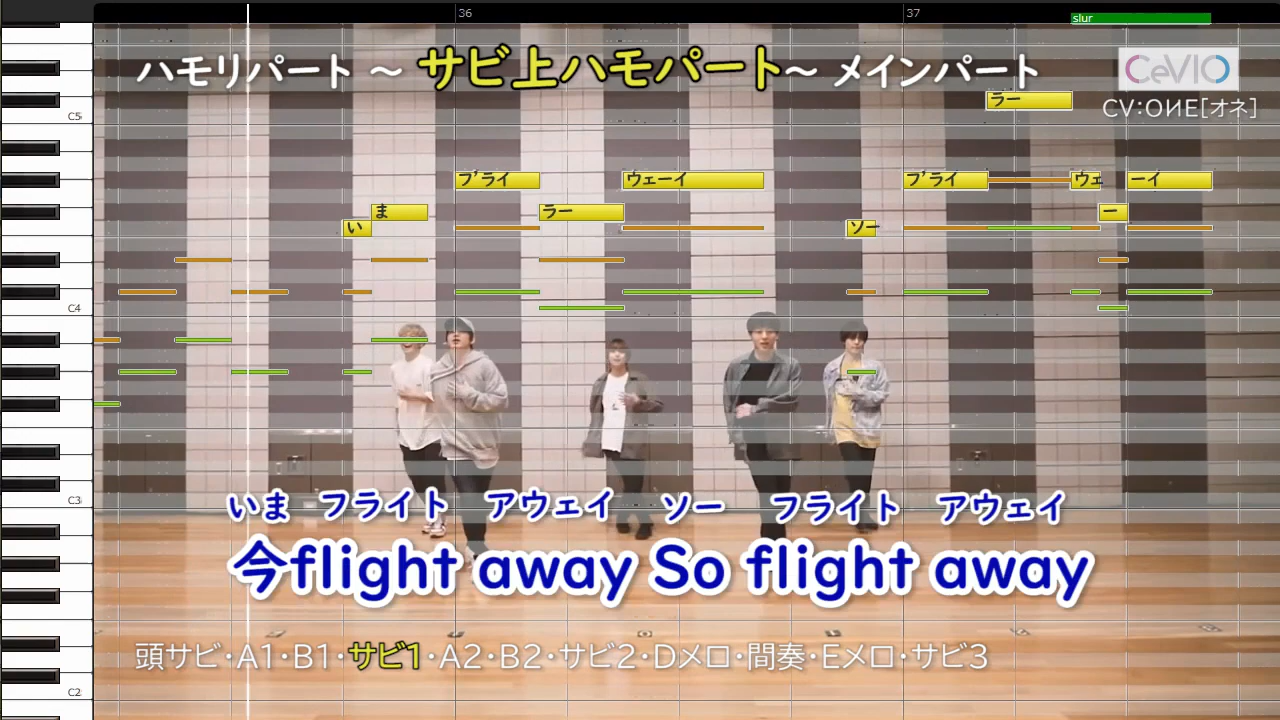 36
37
slur
ハモリパート ～ サビ上ハモパート～ メインパート
CeVIO
CV:OИE[オネ]
ラー
C5
フ゛ライ
ウェーイ
フ゛ライ
ウェ
ーイ
ま
ラー
ー
い
ソー
C4
C3
いま フライト アウェイ ソー フライト アウェイ
今flight away So flight away
頭サビ・A1・B1・サビ1・A2・B2・サビ2・Dメロ・間奏・Eメロ・サビ3
C2